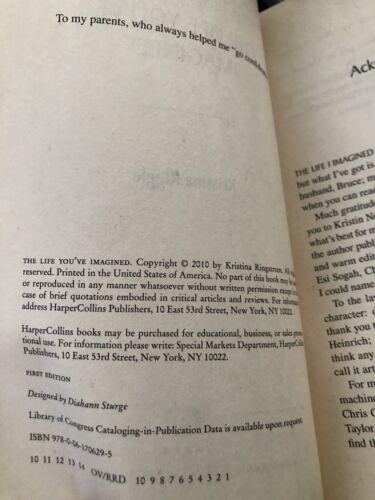 To my parents, who always helped me "go confidently
THE LIFE YOU'VE IMAGINED. Copyright © 2010 by Kristina Ringstrom. All
reserved. Printed in the United States of America. No part of this book may be
or reproduced in any manner whatsoever without written permission except in
case of brief quotations embodied in critical articles and reviews. For information
address HarperCollins Publishers, 10 East 53rd Street, New York, NY 10022.
HarperCollins books may be purchased for educational, business, or sales promo-
tional use. For information please write: Special Markets Department, HarperCollins
Publishers, 10 East 53rd Street, New York, NY 10022.
FIRST EDITION
Designed by Diahann Sturge
Library of Congress Cataloging-in-Publication Data is available upon request.
ISBN 978-0-06-170629-5
10 11 12 13 14 OV/RRD 10 9 8 7 6 5 4 3 2 1
Ack
THE LIFE I IMAGINED
but what I've got is
husband, Bruce; m
when you can read
Much gratitude
you to Kristin N
what's best for m
the author publ
and warm edit
Esi Sogah, Ch
I could name
To the la
character: d
thank you t
Heinrich;
think any
call it arti
For m
machin
Chris C
Taylor
find th